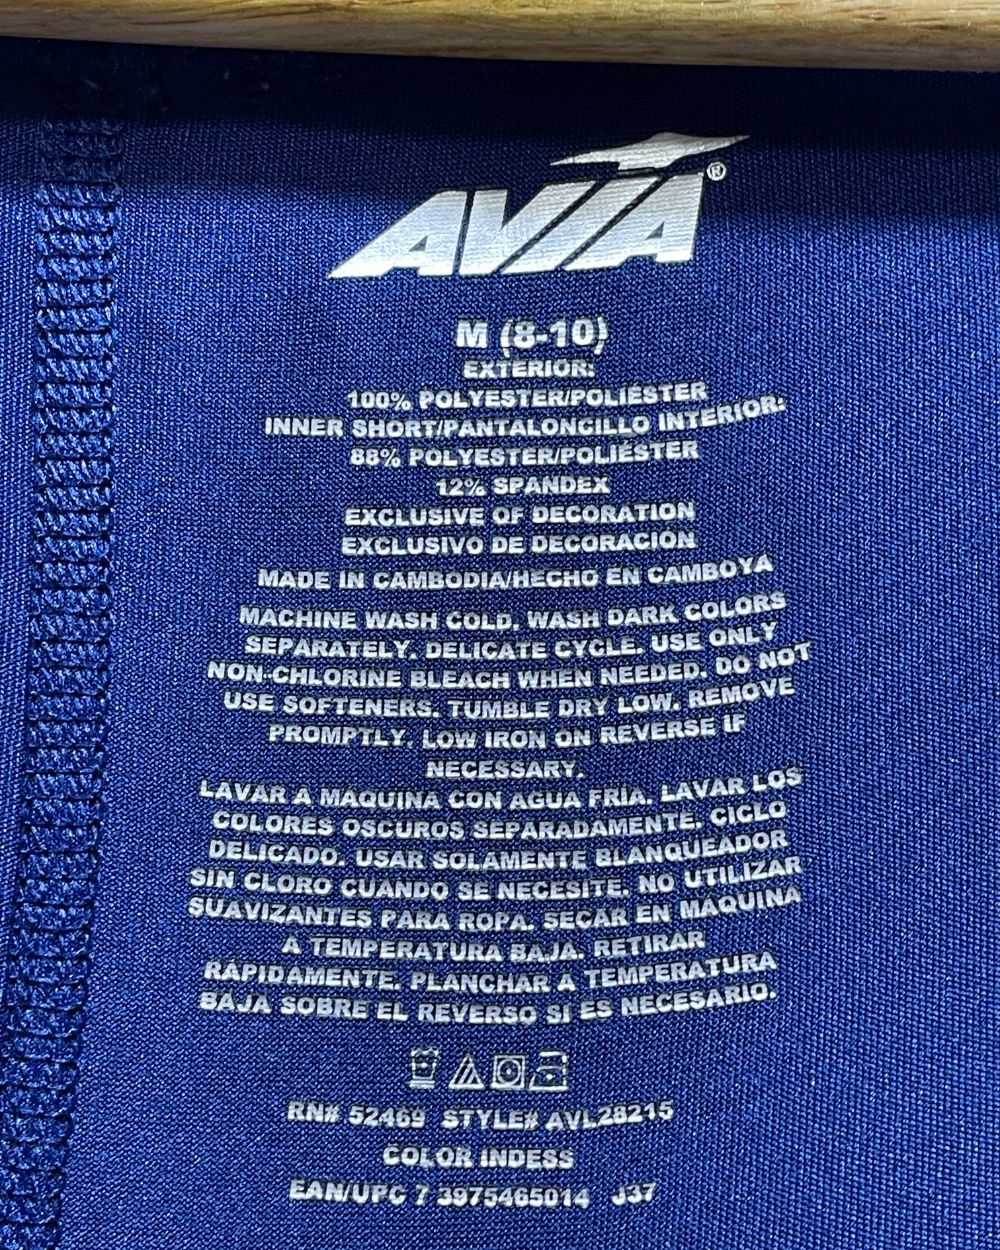 AVIA®
M (8-10)
EXTERIOR:
100% POLYESTER/POLIÉSTER
INNER SHORT/PANTALONCILLO INTERIOR:
88% POLYESTER/POLIÉSTER
12% SPANDEX
EXCLUSIVE OF DECORATION
EXCLUSIVO DE DECORACIÓN
MADE IN CAMBODIA/HECHO EN CAMBOYA
MACHINE WASH COLD. WASH DARK COLORS
SEPARATELY. DELICATE CYCLE. USE ONLY
NON-CHLORINE BLEACH WHEN NEEDED. DO NOT
USE SOFTENERS. TUMBLE DRY LOW. REMOVE
PROMPTLY. LOW IRON ON REVERSE IF
NECESSARY.
LAVAR A MÁQUINA CON AGUA FRÍA. LAVAR LOS
COLORES OSCUROS SEPARADAMENTE. CICLO
DELICADO. USAR SOLAMENTE BLANQUEADOR
SIN CLORO CUANDO SE NECESITE. NO UTILIZAR
SUAVIZANTES PARA ROPA. SECAR EN MÁQUINA
A TEMPERATURA BAJA. RETIRAR
RÁPIDAMENTE. PLANCHAR A TEMPERATURA
BAJA SOBRE EL REVERSO SI ES NECESARIO.
RN# 52469 STYLE# AVL28215
COLOR INDESS
EAN/UPC 7 3975465014 J37